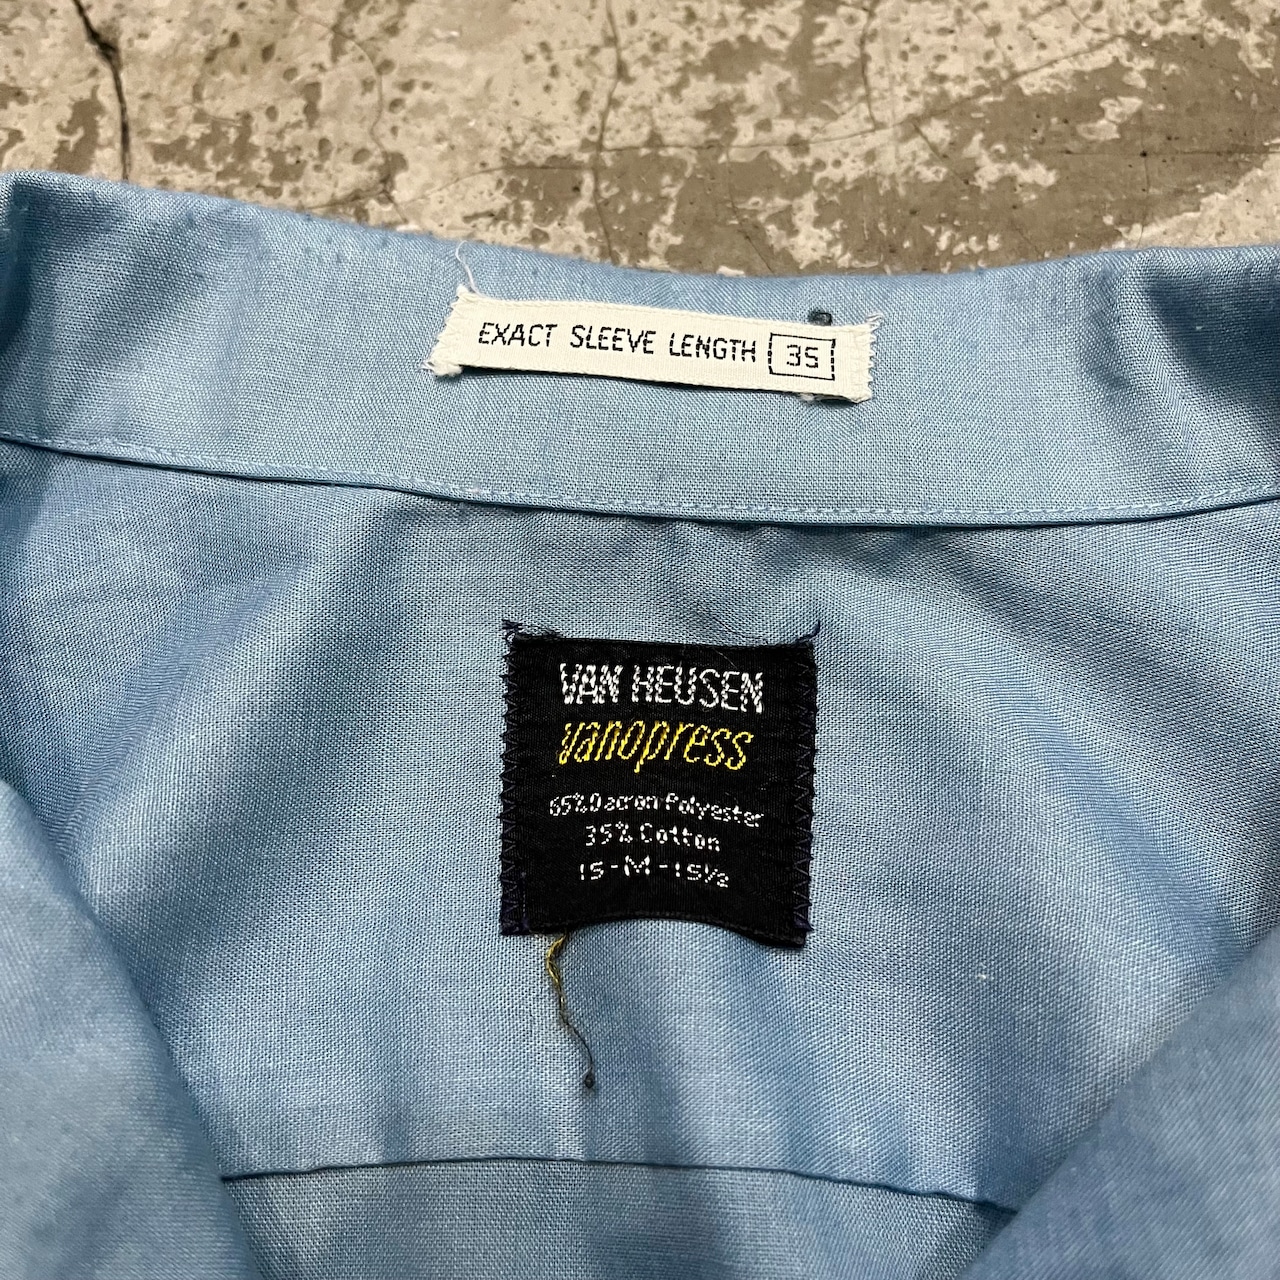 EXACT SLEEVE LENGTH 35
VAN HEUSEN
vanopress
65% Dacron Polyester
35% Cotton
15-M-15½